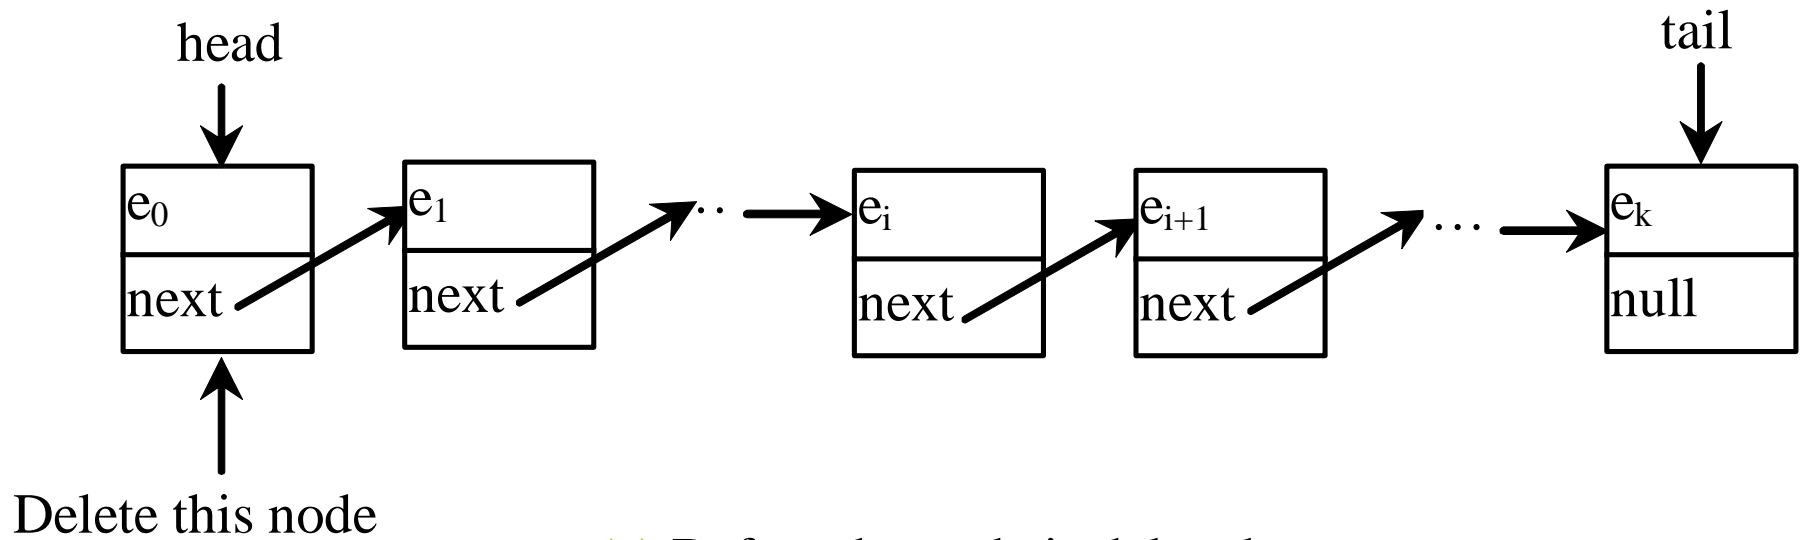 head
tail
e0
e1
..
ei
ei+1
...
ek
next
next
next
next
null
Delete this node